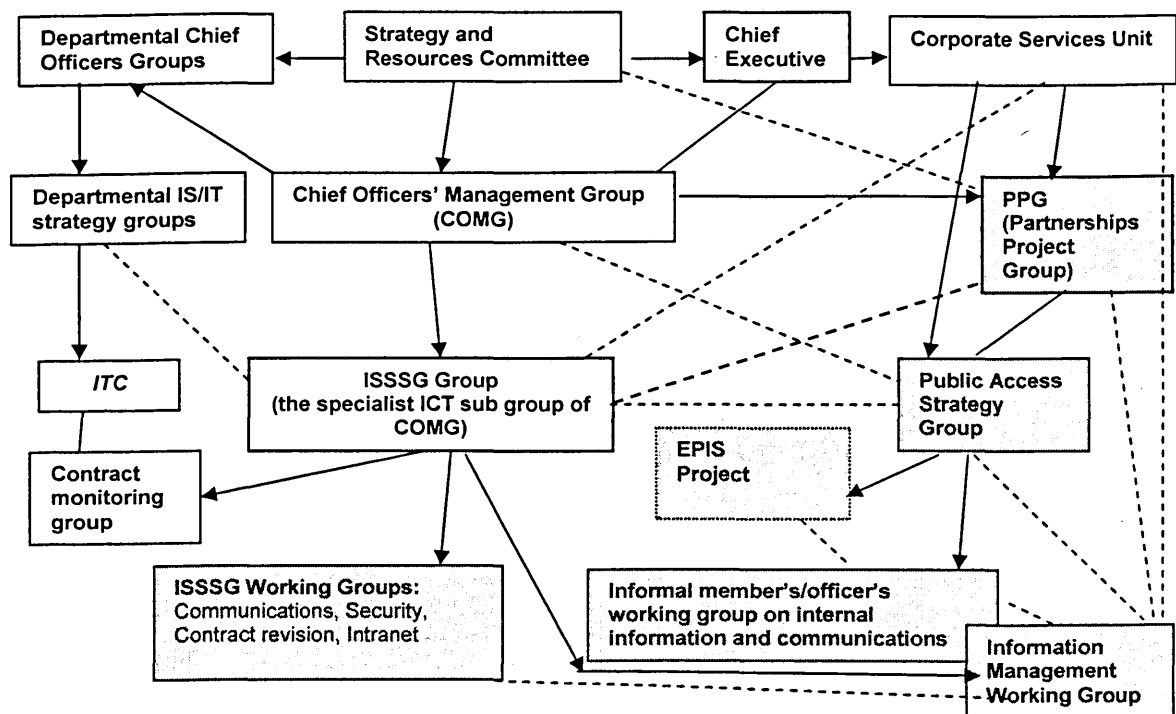 Departmental Chief
Officers Groups
Strategy and
Resources Committee
Chief
Executive
Corporate Services Unit
Departmental IS/IT
strategy groups
Chief Officers' Management Group
(COMG)
PPG
(Partnerships
Project
Group)
ITC
ISSSG Group
(the specialist ICT sub group of
COMG)
Public Access
Strategy
Group
Contract
monitoring
group
EPIS
Project
ISSSG Working Groups:
Communications, Security,
Contract revision, Intranet
Informal member's/officer's
working group on internal
information and communications
Information
Management
Working Group